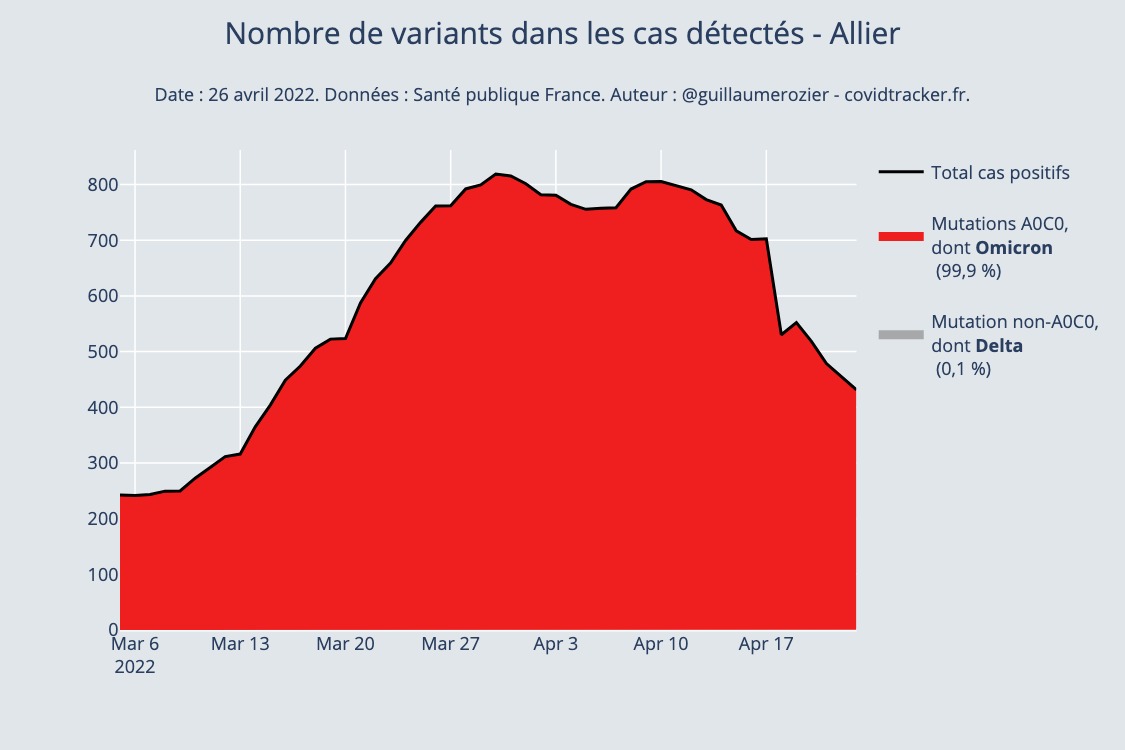 Nombre de variants dans les cas détectés - Allier
Date : 26 avril 2022. Données : Santé publique France. Auteur : @guillaumerozier - covidtracker.fr.
800
700
600
500
400
300
200
100
0
Mar 6
2022
Mar 13
Mar 20
Mar 27
Apr 3
Apr 10
Apr 17
Total cas positifs
Mutations A0C0,
dont Omicron
(99,9 %)
Mutation non-A0C0,
dont Delta
(0,1 %)